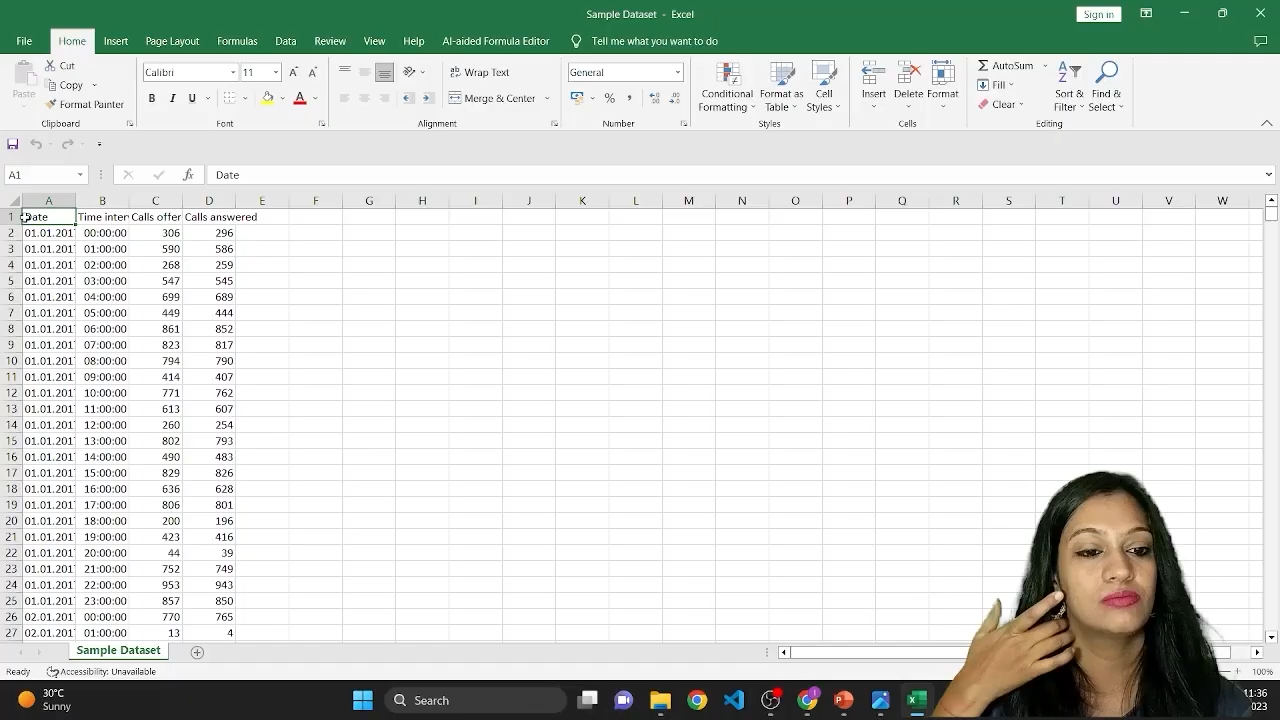 Sample Dataset - Excel
Sign in
File Home Insert Page Layout Formulas Data Review View Help AI-aided Formula Editor Tell me what you want to do
Paste Cut Copy Format Painter
Clipboard
Calibri 11
B I U A
Font
Wrap Text
Merge & Center
Alignment
General
%
Number
Conditional Formatting
Format as Table
Cell Styles
Styles
Insert Delete Format
Cells
AutoSum
Fill
Clear
Sort & Filter
Find & Select
Editing
A1 fx Date
A B C D E F G H I J K L M N O P Q R S T U V W
1 Date Time inter Calls offer Calls answered
2 01.01.201 00:00:00 306 296
3 01.01.201 01:00:00 590 586
4 01.01.201 02:00:00 268 259
5 01.01.201 03:00:00 547 545
6 01.01.201 04:00:00 699 689
7 01.01.201 05:00:00 449 444
8 01.01.201 06:00:00 861 852
9 01.01.201 07:00:00 823 817
10 01.01.201 08:00:00 794 790
11 01.01.201 09:00:00 414 407
12 01.01.201 10:00:00 771 762
13 01.01.201 11:00:00 613 607
14 01.01.201 12:00:00 260 254
15 01.01.201 13:00:00 802 793
16 01.01.201 14:00:00 490 483
17 01.01.201 15:00:00 829 826
18 01.01.201 16:00:00 636 628
19 01.01.201 17:00:00 806 801
20 01.01.201 18:00:00 200 196
21 01.01.201 19:00:00 423 416
22 01.01.201 20:00:00 44 39
23 01.01.201 21:00:00 752 749
24 01.01.201 22:00:00 953 943
25 01.01.201 23:00:00 857 850
26 02.01.201 00:00:00 770 765
27 02.01.201 01:00:00 13 4
Sample Dataset
Ready Accessibility: Unavailable 100%
30°C
Sunny
Search
11:36
023